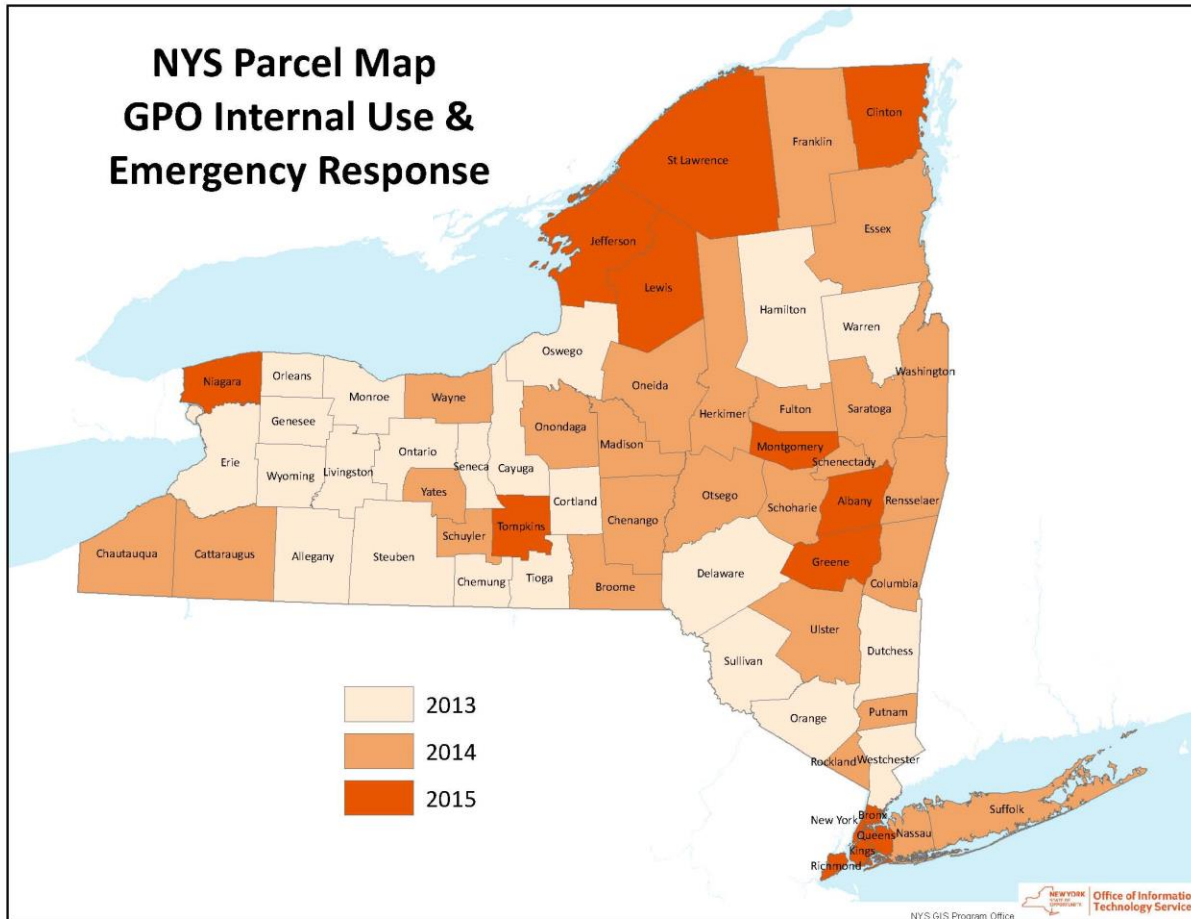 NYS Parcel Map
GPO Internal Use &
Emergency Response
Clinton
Franklin
St Lawrence
Essex
Jefferson
Lewis
Hamilton
Warren
Oswego
Washington
Niagara
Orleans
Monroe
Wayne
Oneida
Herkimer
Fulton
Saratoga
Genesee
Onondaga
Madison
Montgomery
Ontario
Seneca
Cayuga
Schenectady
Erie
Wyoming
Livingston
Yates
Cortland
Otsego
Schoharie
Albany
Rensselaer
Chenango
Tompkins
Schuyler
Chautauqua
Cattaraugus
Allegany
Steuben
Chemung
Tioga
Broome
Delaware
Greene
Columbia
Ulster
Dutchess
Sullivan
2013
2014
2015
Orange
Putnam
Rockland
Westchester
Suffolk
New York
Bronx
Queens
Nassau
Kings
Richmond
NEW YORK
STATE OF
OPPORTUNITY
Office of Information
Technology Service
NYS GIS Program Office